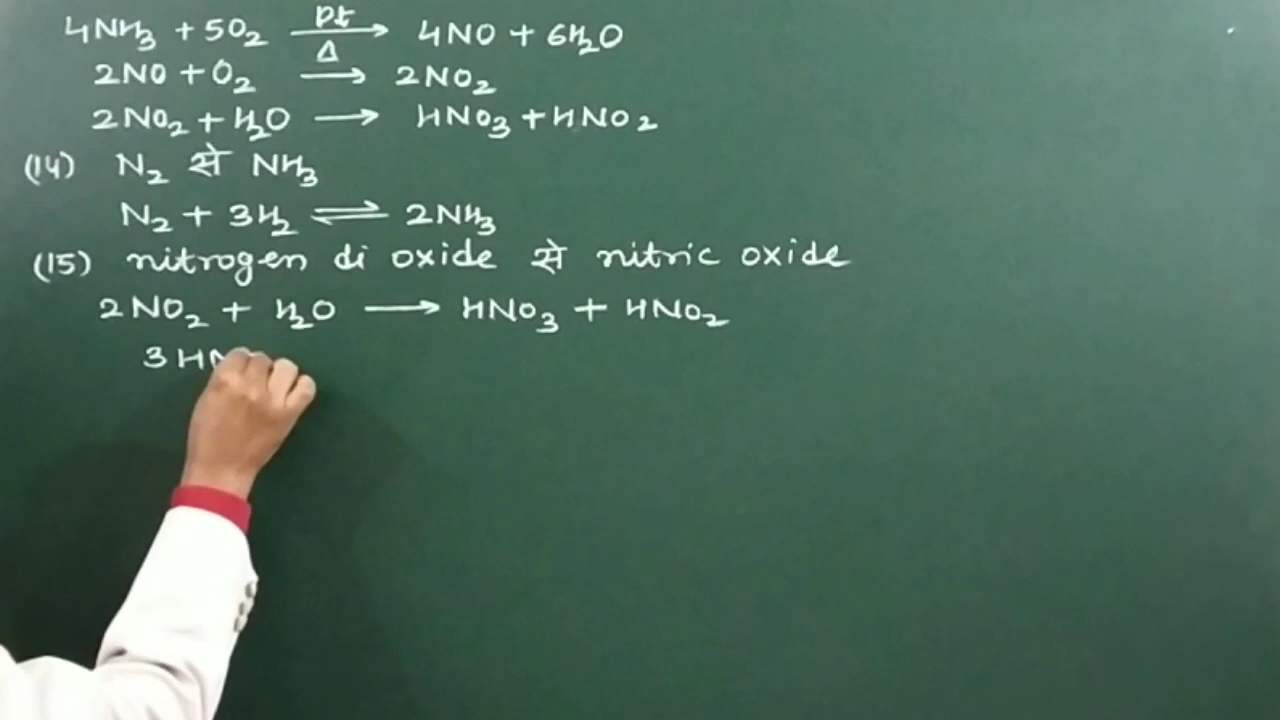 4NH₃ + 5O₂ —Pt/Δ→ 4NO + 6H₂O
2NO + O₂ ⟶ 2NO₂
2NO₂ + H₂O ⟶ HNO₃ + HNO₂
(14) N₂ से NH₃
N₂ + 3H₂ ⇌ 2NH₃
(15) nitrogen di oxide से nitric oxide
2NO₂ + H₂O ⟶ HNO₃ + HNO₂
3HN